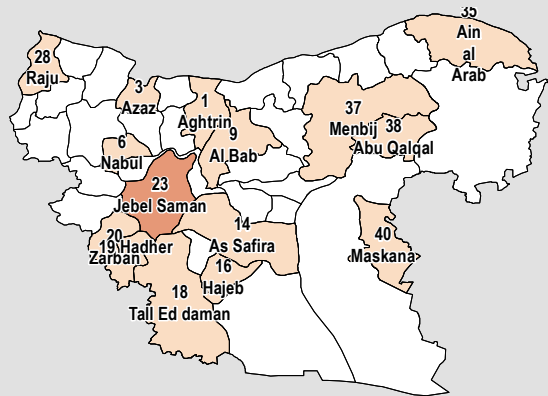 35
Ain
al
Arab
28
Raju
3
Azaz
1
Aghtrin
9
Al Bab
37
Menbij
38
Abu Qalqal
6
Nabul
23
Jebel Saman
14
As Safira
20
19 Hadher
Zarban
40
Maskana
16
Hajeb
18
Tall Ed daman